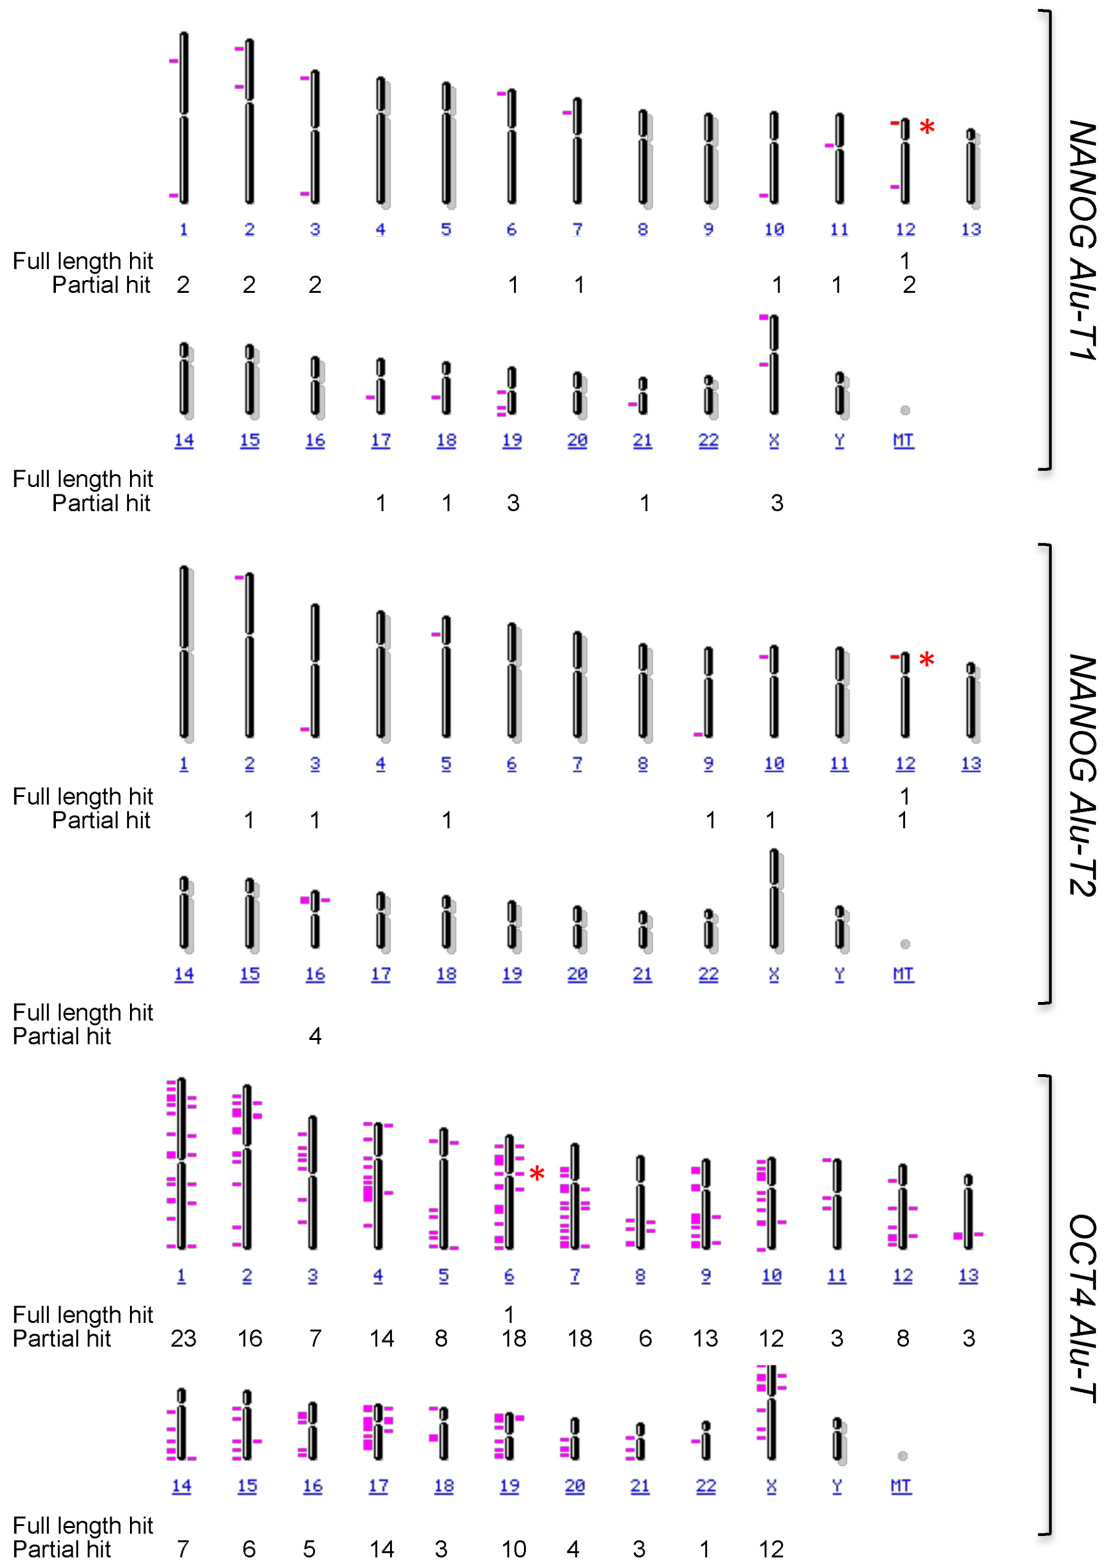 NANOG Alu-T1
1 2 3 4 5 6 7 8 9 10 11 12 13
Full length hit 1
Partial hit 2 2 2 1 1 1 1 2
14 15 16 17 18 19 20 21 22 X Y MT
Full length hit
Partial hit 1 1 3 1 3
NANOG Alu-T2
1 2 3 4 5 6 7 8 9 10 11 12 13
Full length hit 1
Partial hit 1 1 1 1 1 1
14 15 16 17 18 19 20 21 22 X Y MT
Full length hit
Partial hit 4
OCT4 Alu-T
1 2 3 4 5 6 7 8 9 10 11 12 13
Full length hit 1
Partial hit 23 16 7 14 8 18 18 6 13 12 3 8 3
14 15 16 17 18 19 20 21 22 X Y MT
Full length hit
Partial hit 7 6 5 14 3 10 4 3 1 12